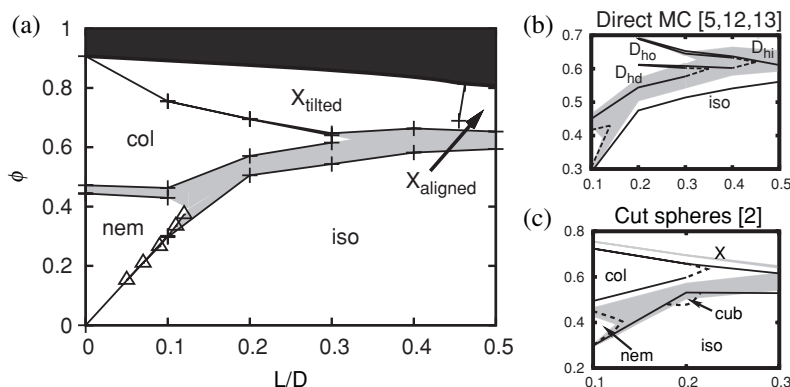 (a)
1
0.8
0.6
0.4
0.2
0
ϕ
0
0.1
0.2
0.3
0.4
0.5
L/D
X_tilted
col
X_aligned
nem
iso
(b) Direct MC [5,12,13]
0.7
0.6
0.5
0.4
0.3
D_ho
D_hi
D_hd
iso
0.1
0.2
0.3
0.4
0.5
(c) Cut spheres [2]
0.8
0.6
0.4
0.2
X
col
cub
nem
iso
0.1
0.2
0.3